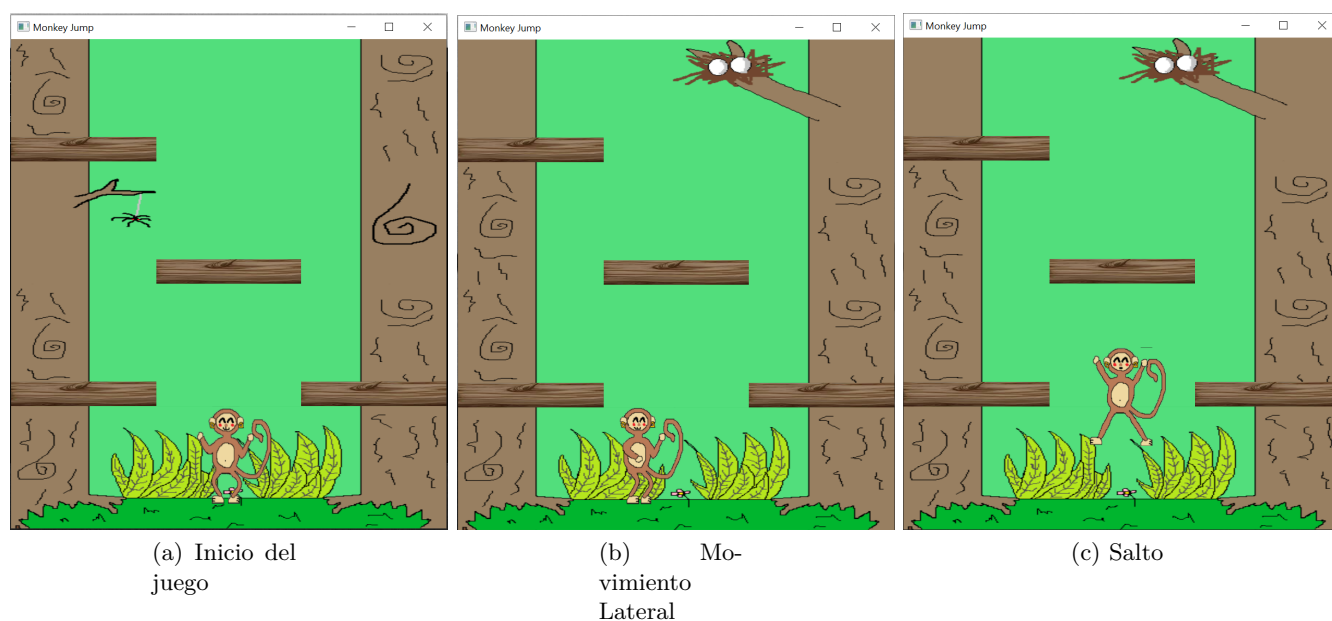 Monkey Jump
Monkey Jump
Monkey Jump
(a) Inicio del
juego
(b) Mo-
vimiento
Lateral
(c) Salto